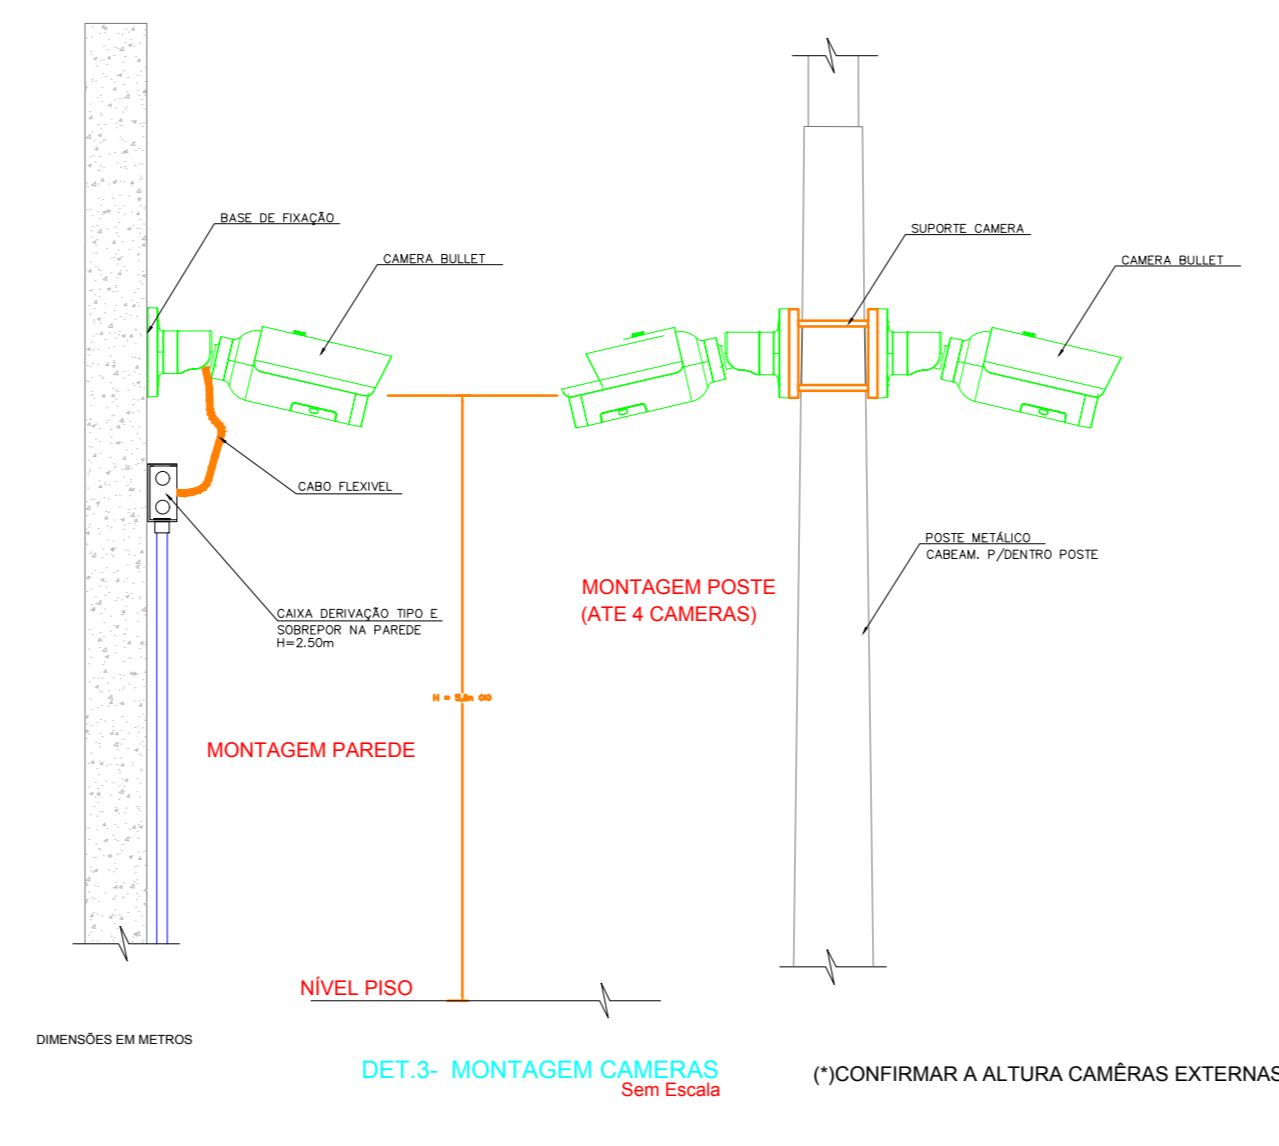 BASE DE FIXAÇÃO
CAMERA BULLET
SUPORTE CAMERA
CAMERA BULLET
CABO FLEXIVEL
CAIXA DERIVAÇÃO TIPO E
SOBREPOR NA PAREDE
H=2.50m
POSTE METÁLICO
CABEAM. P/DENTRO POSTE
MONTAGEM POSTE
(ATE 4 CAMERAS)
H =
MONTAGEM PAREDE
NÍVEL PISO
DIMENSÕES EM METROS
DET.3- MONTAGEM CAMERAS
Sem Escala
(*)CONFIRMAR A ALTURA CAMÊRAS EXTERNAS